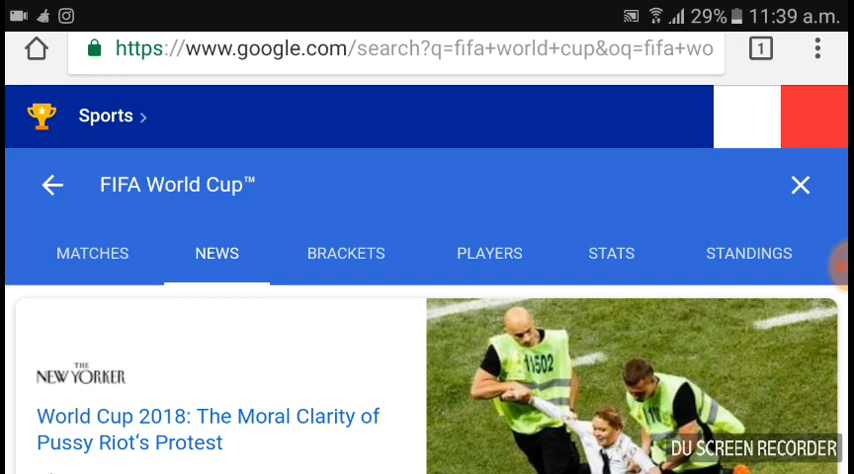 29% 11:39 a.m.
https://www.google.com/search?q=fifa+world+cup&oq=fifa+wo
1
Sports
FIFA World Cup™
MATCHES NEWS BRACKETS PLAYERS STATS STANDINGS
THE
NEW YORKER
World Cup 2018: The Moral Clarity of
Pussy Riot's Protest
11502
DU SCREEN RECORDER